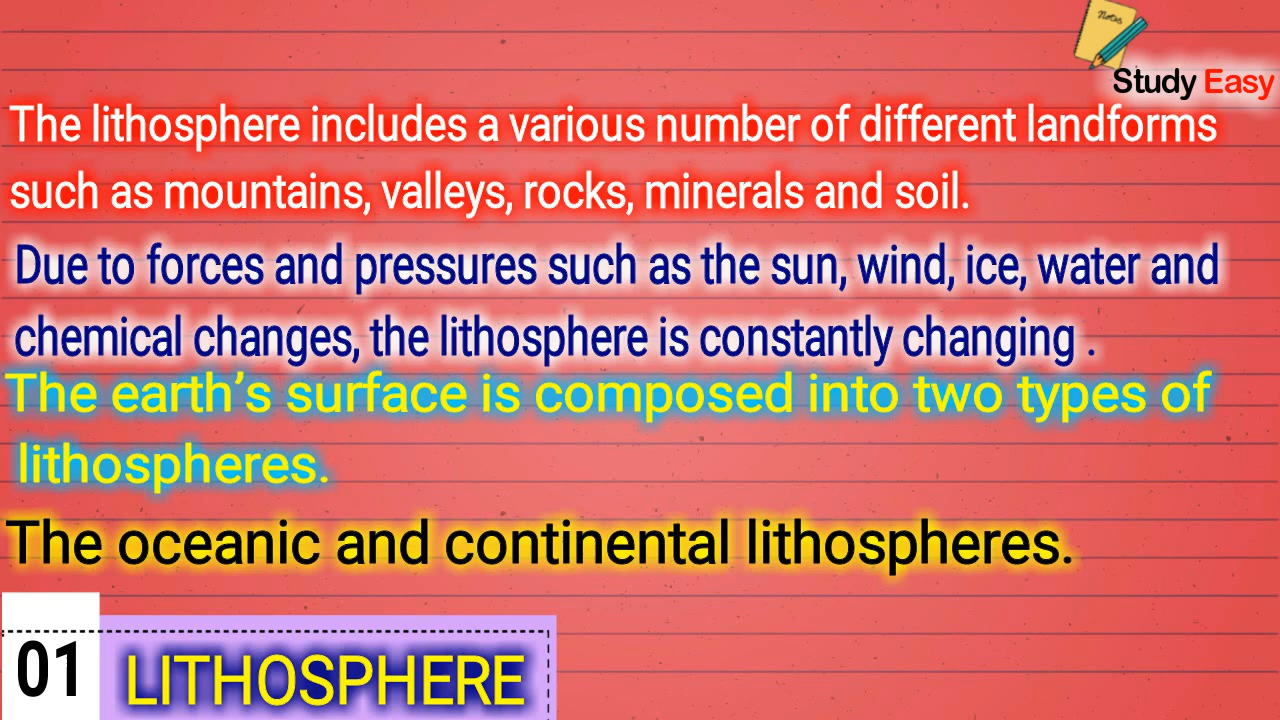 Notes
Study Easy
The lithosphere includes a various number of different landforms
such as mountains, valleys, rocks, minerals and soil.
Due to forces and pressures such as the sun, wind, ice, water and
chemical changes, the lithosphere is constantly changing .
The earth’s surface is composed into two types of
lithospheres.
The oceanic and continental lithospheres.
01
LITHOSPHERE